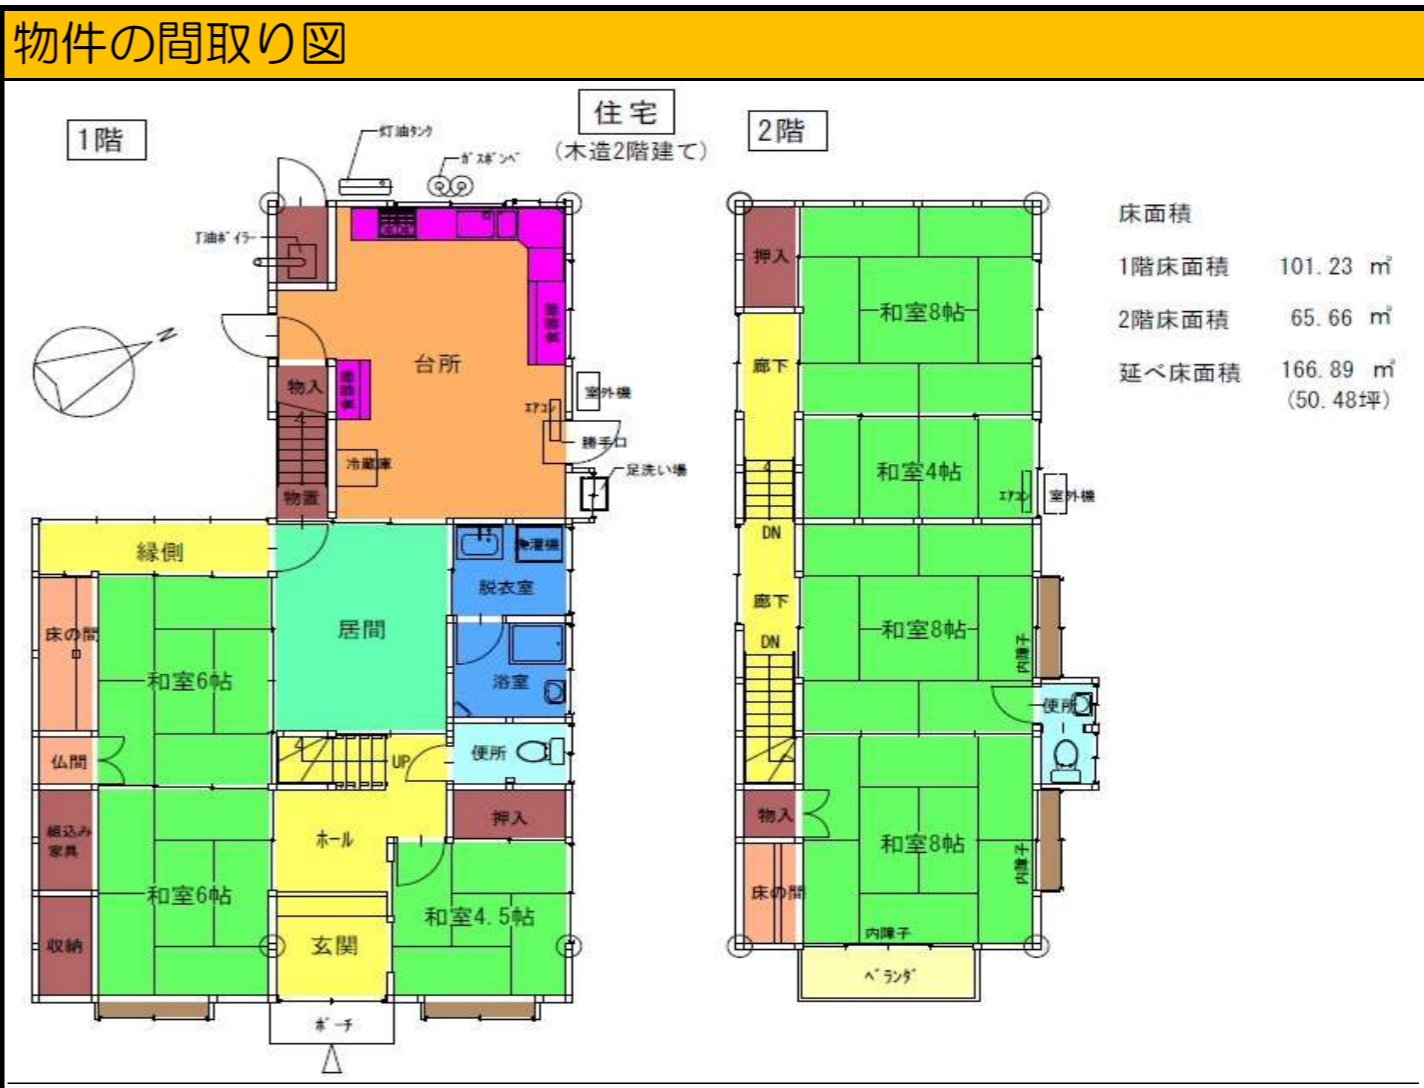 物件の間取り図
住宅
(木造2階建て)
1階
灯油タンク
ガスボンベ
油ボイラー
N
台所
物入
物置
冷蔵庫
エアコン
室外機
勝手口
足洗い場
縁側
床の間
和室6帖
仏間
居間
洗濯機
脱衣室
浴室
便所
UP
押入
組込み
家具
収納
和室6帖
ホール
玄関
和室4.5帖
ポーチ
2階
押入
和室8帖
廊下
和室4帖
エアコン
室外機
DN
廊下
DN
和室8帖
内障子
便所
物入
床の間
和室8帖
内障子
内障子
ベランダ
床面積
1階床面積 101.23 ㎡
2階床面積 65.66 ㎡
延べ床面積 166.89 ㎡
(50.48坪)